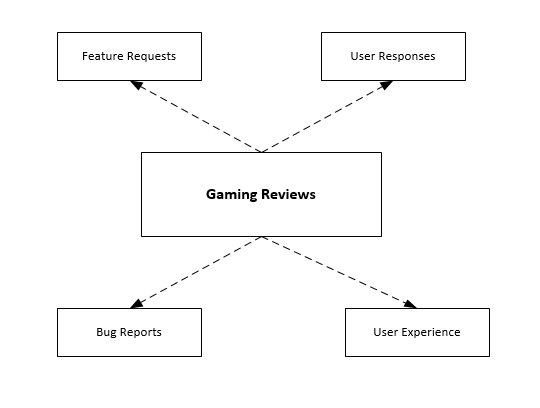 Feature Requests
User Responses
Gaming Reviews
Bug Reports
User Experience